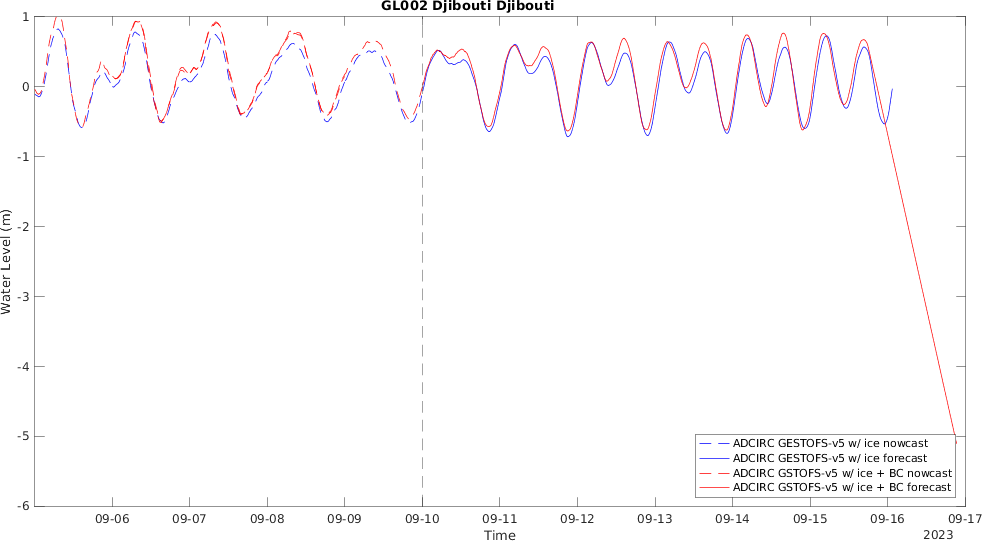 GL002 Djibouti Djibouti
1
0
-1
-2
-3
-4
-5
-6
Water Level (m)
ADCIRC GESTOFS-v5 w/ ice nowcast
ADCIRC GESTOFS-v5 w/ ice forecast
ADCIRC GSTOFS-v5 w/ ice + BC nowcast
ADCIRC GSTOFS-v5 w/ ice + BC forecast
09-06 09-07 09-08 09-09 09-10 09-11 09-12 09-13 09-14 09-15 09-16 09-17
Time
2023